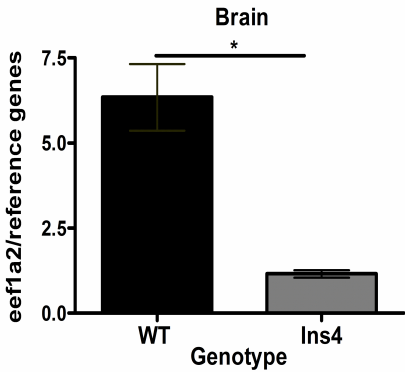 Brain
*
7.5
5.0
2.5
0.0
eef1a2/reference genes
WT Ins4
Genotype